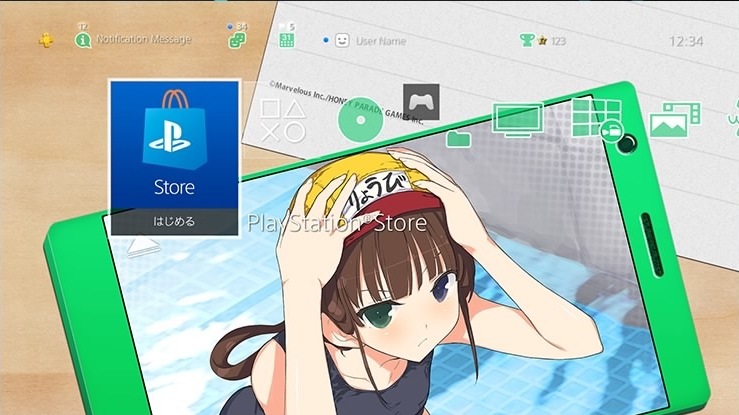 12
Notification Message
34
5
31
User Name
123
12:34
©Marvelous Inc./HONEY PARADE GAMES Inc.
Store
はじめる
PlayStation®Store
りょうび